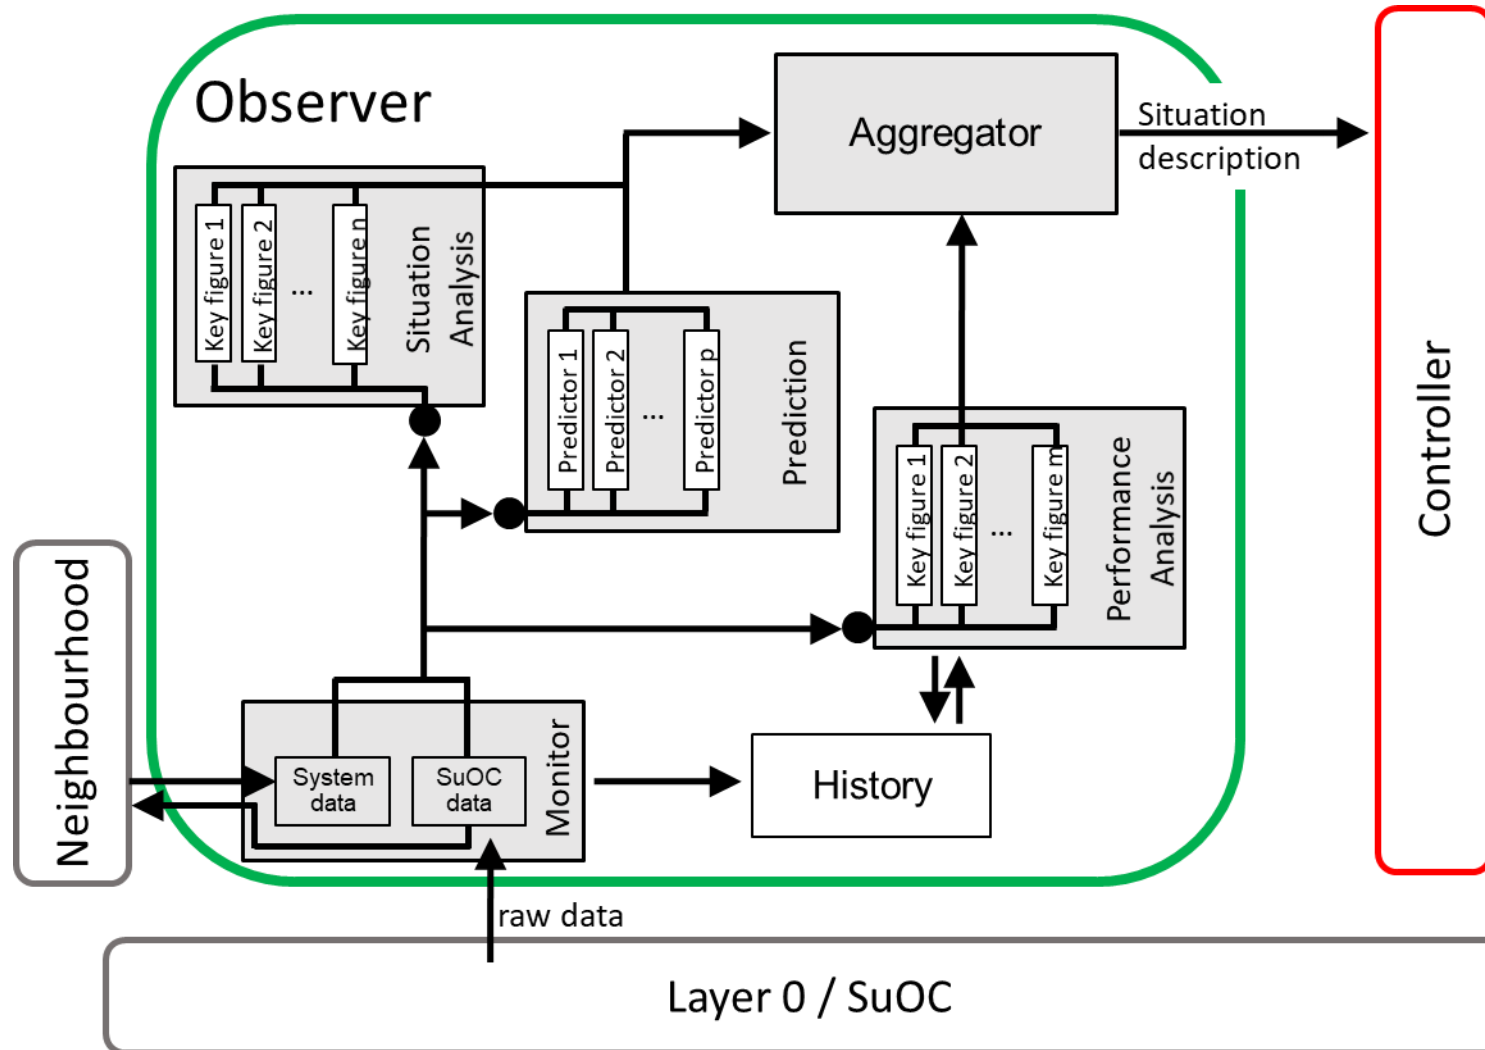 Observer
Aggregator
Situation
description
Key figure 1
Key figure 2
...
Key figure n
Situation
Analysis
Predictor 1
Predictor 2
...
Predictor p
Prediction
Key figure 1
Key figure 2
...
Key figure m
Performance
Analysis
Controller
Neighbourhood
System
data
SuOC
data
Monitor
History
raw data
Layer 0 / SuOC